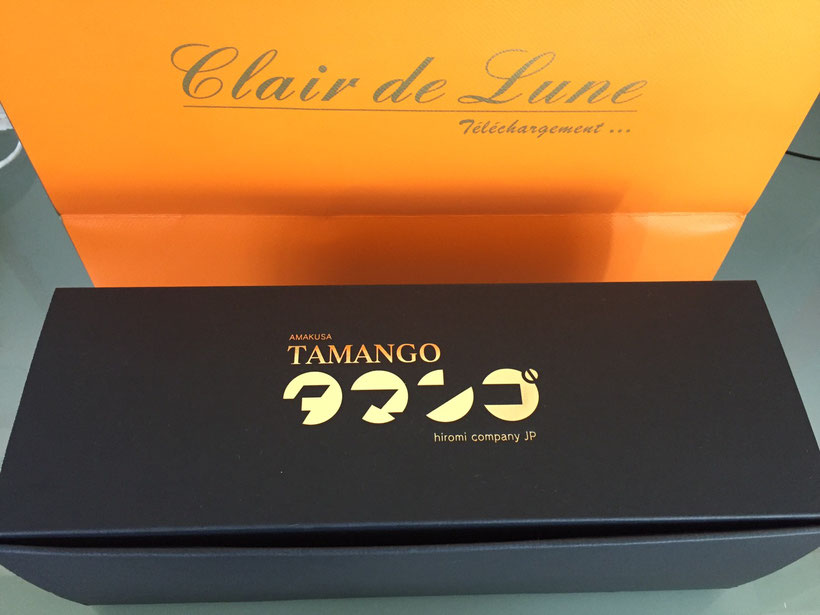 Clair de Lune
Téléchargement ...
AMAKUSA
TAMANGO
タマンゴ
hiromi company JP